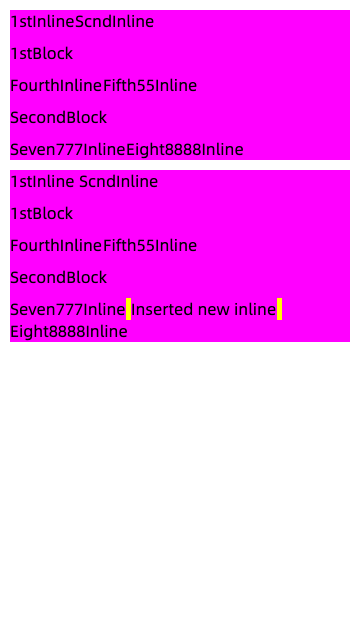 1stInlineScndInline
1stBlock
FourthInlineFifth55Inline
SecondBlock
Seven777InlineEight8888Inline
1stInline ScndInline
1stBlock
FourthInlineFifth55Inline
SecondBlock
Seven777Inline Inserted new inline
Eight8888Inline